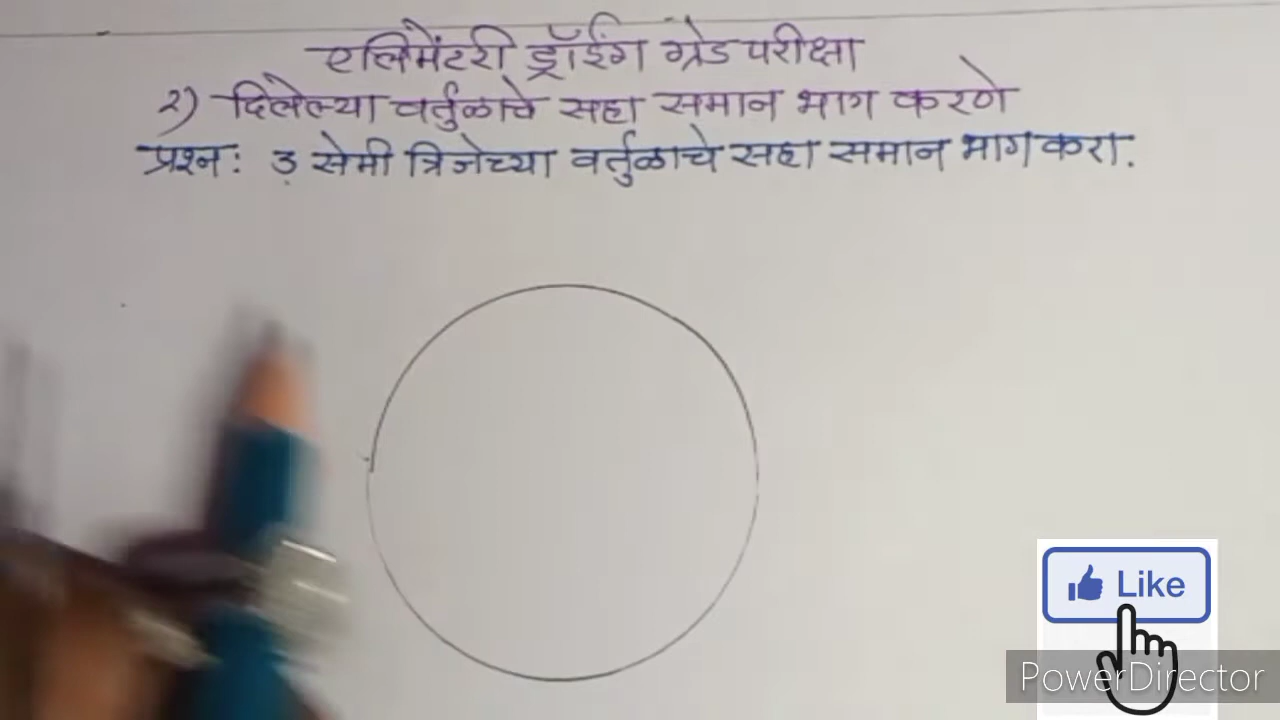 एलिमेंटरी ड्रॉईंग ग्रेड परीक्षा
२) दिलेल्या वर्तुळाचे सहा समान भाग करणे
प्रश्न: ३ सेमी त्रिजेच्या वर्तुळाचे सहा समान भाग करा.
Like
PowerDirector